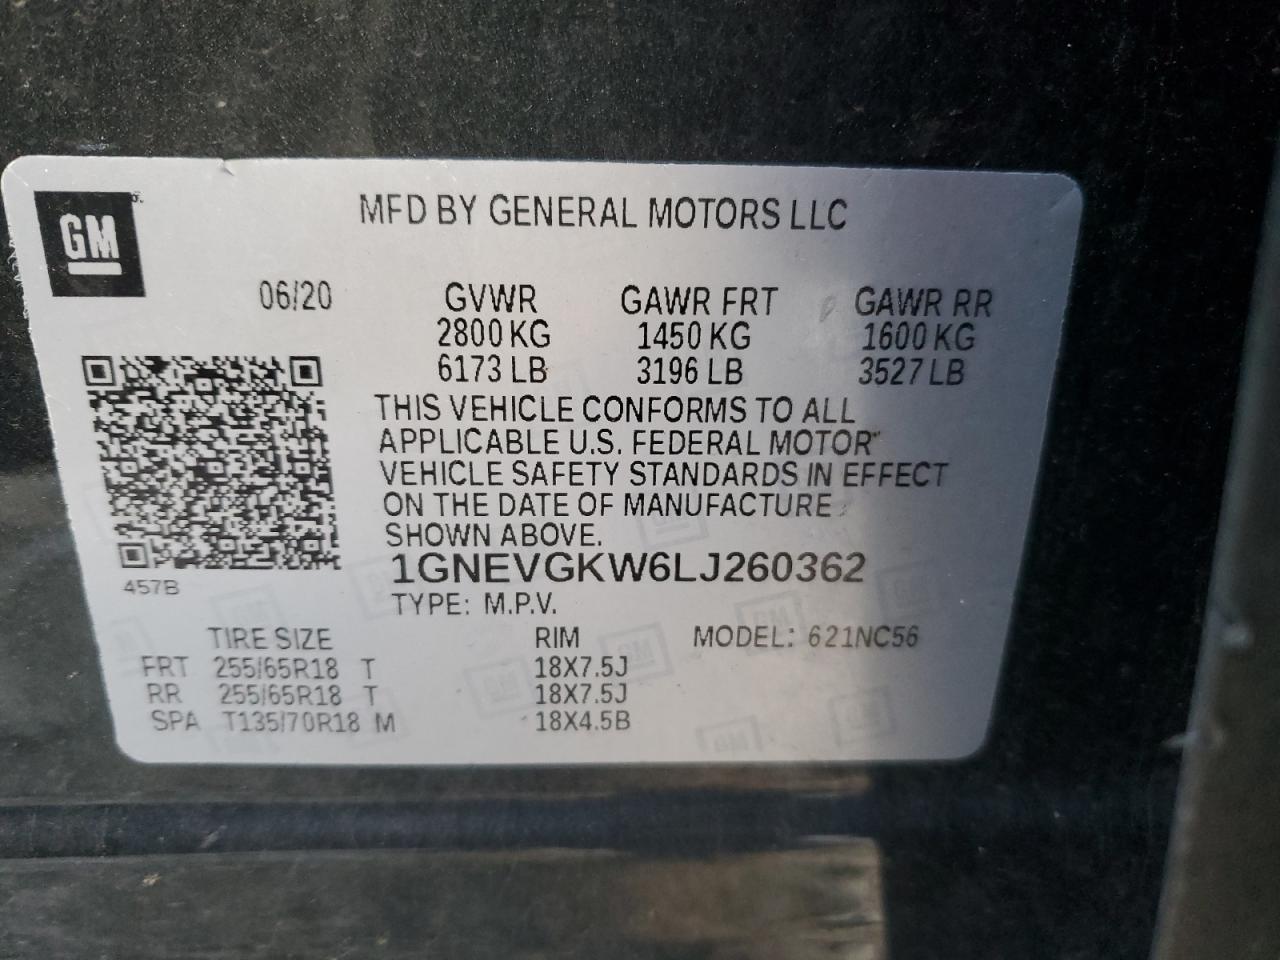 GM
MFD BY GENERAL MOTORS LLC
06/20 GVWR GAWR FRT GAWR RR
2800 KG 1450 KG 1600 KG
6173 LB 3196 LB 3527 LB
THIS VEHICLE CONFORMS TO ALL
APPLICABLE U.S. FEDERAL MOTOR
VEHICLE SAFETY STANDARDS IN EFFECT
ON THE DATE OF MANUFACTURE
SHOWN ABOVE.
1GNEVGKW6LJ260362
457B
TYPE: M.P.V.
TIRE SIZE RIM MODEL: 621NC56
FRT 255/65R18 T 18X7.5J
RR 255/65R18 T 18X7.5J
SPA T135/70R18 M 18X4.5B